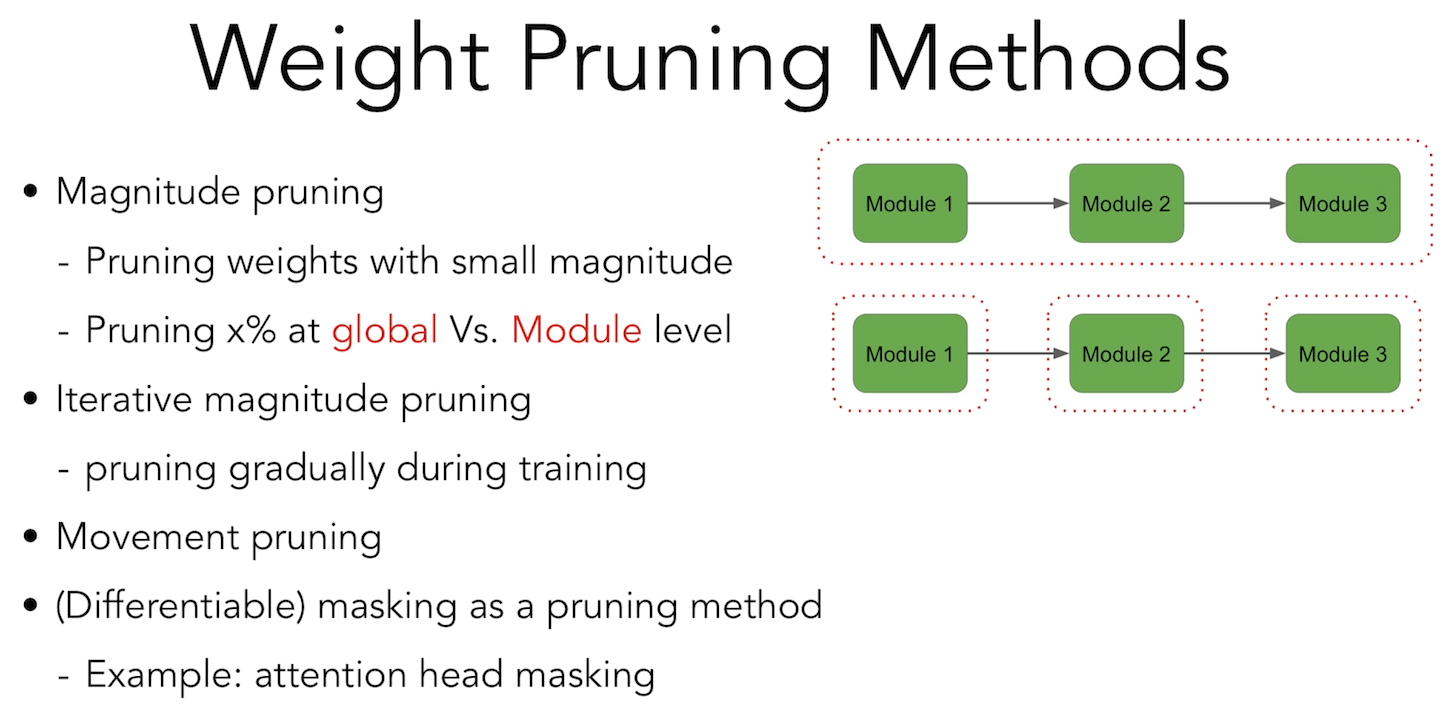 Weight Pruning Methods
• Magnitude pruning
- Pruning weights with small magnitude
- Pruning x% at global Vs. Module level
• Iterative magnitude pruning
- pruning gradually during training
• Movement pruning
• (Differentiable) masking as a pruning method
- Example: attention head masking
Module 1 Module 2 Module 3
Module 1 Module 2 Module 3